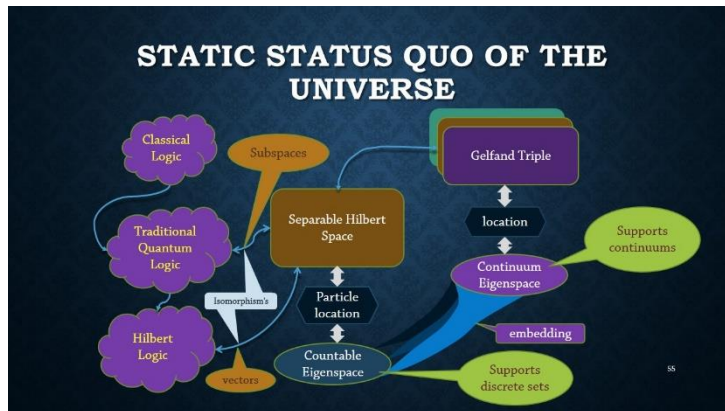 STATIC STATUS QUO OF THE
UNIVERSE
Classical
Logic
Subspaces
Gelfand Triple
Separable Hilbert
Space
location
Supports
continuums
Traditional
Quantum
Logic
Continuum
Eigenspace
Isomorphism's
Particle
location
embedding
Hilbert
Logic
Countable
Eigenspace
vectors
Supports
discrete sets
55